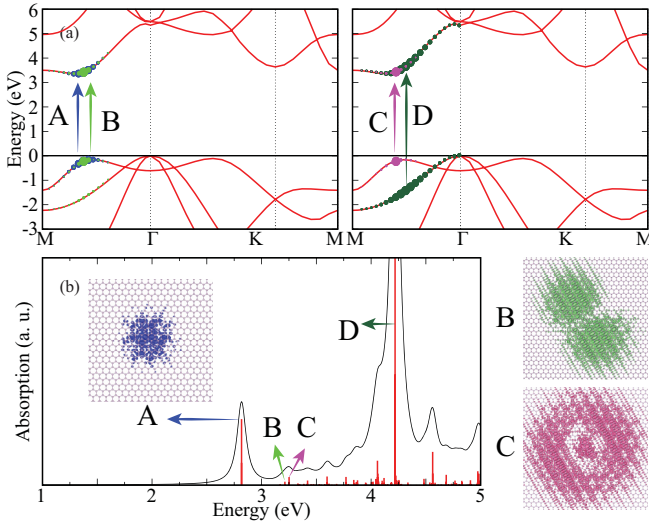 6
5
4
3
2
1
0
-1
-2
-3
Energy (eV)
(a)
A
B
C
D
M
Γ
K
M
M
Γ
K
M
(b)
Absorption (a. u.)
A
B
C
D
1
2
3
4
5
Energy (eV)
B
C